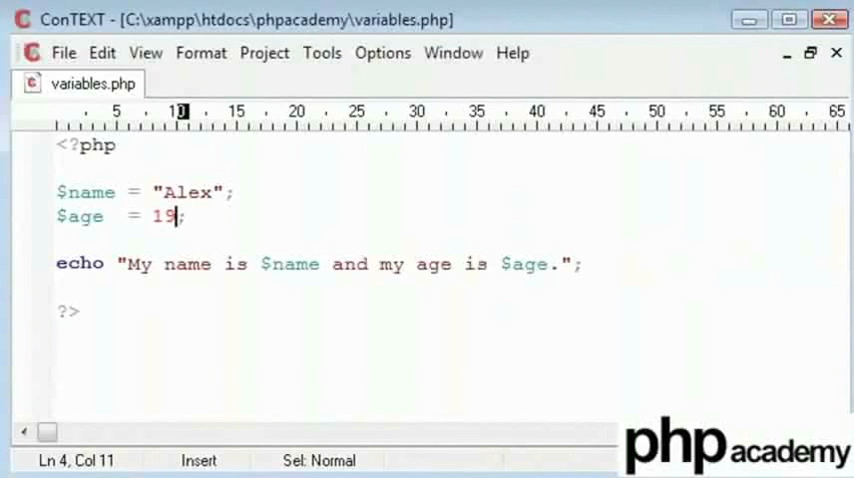 ConTEXT - [C:\xampp\htdocs\phpacademy\variables.php]
File Edit View Format Project Tools Options Window Help
variables.php
5 10 15 20 25 30 35 40 45 50 55 60 65
<?php
$name = "Alex";
$age  = 19;
echo "My name is $name and my age is $age.";
?>
Ln 4, Col 11 Insert Sel: Normal
php academy